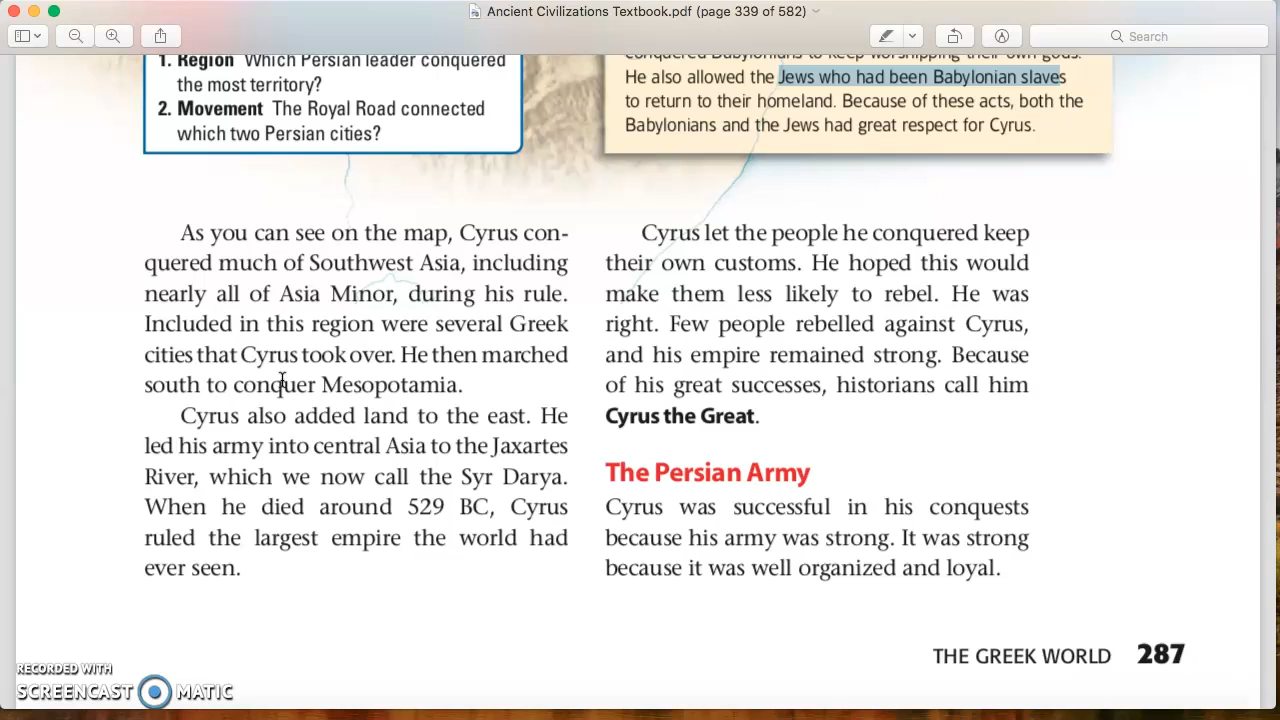 Ancient Civilizations Textbook.pdf (page 339 of 582)
Search
1. Region Which Persian leader conquered
the most territory?
2. Movement The Royal Road connected
which two Persian cities?
conquered Babylonians to keep worshipping their own gods.
He also allowed the Jews who had been Babylonian slaves
to return to their homeland. Because of these acts, both the
Babylonians and the Jews had great respect for Cyrus.
As you can see on the map, Cyrus con-
quered much of Southwest Asia, including
nearly all of Asia Minor, during his rule.
Included in this region were several Greek
cities that Cyrus took over. He then marched
south to conquer Mesopotamia.
Cyrus also added land to the east. He
led his army into central Asia to the Jaxartes
River, which we now call the Syr Darya.
When he died around 529 BC, Cyrus
ruled the largest empire the world had
ever seen.
Cyrus let the people he conquered keep
their own customs. He hoped this would
make them less likely to rebel. He was
right. Few people rebelled against Cyrus,
and his empire remained strong. Because
of his great successes, historians call him
Cyrus the Great.
The Persian Army
Cyrus was successful in his conquests
because his army was strong. It was strong
because it was well organized and loyal.
THE GREEK WORLD 287
RECORDED WITH
SCREENCAST MATIC